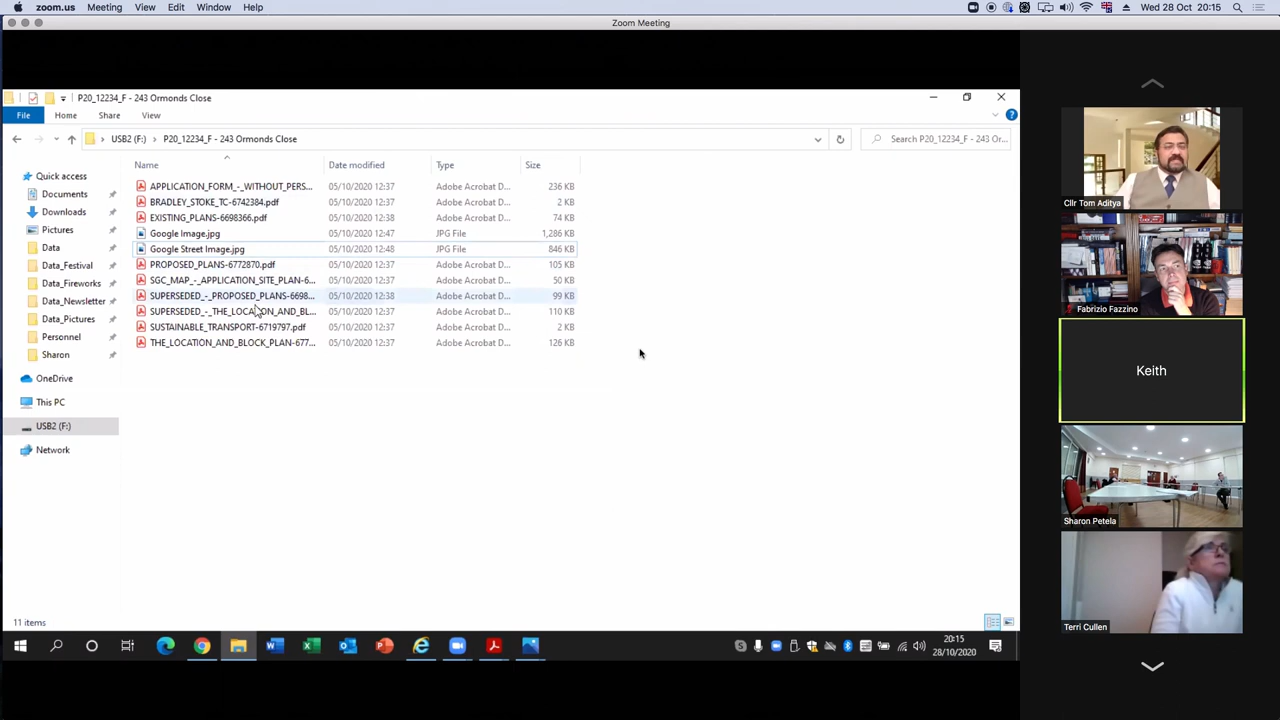 zoom.us Meeting View Edit Window Help Wed 28 Oct 20:15
Zoom Meeting
P20_12234_F - 243 Ormonds Close
File Home Share View
USB2 (F:) P20_12234_F - 243 Ormonds Close Search P20_12234_F - 243 Or...
Name Date modified Type Size
Quick access
Documents
Downloads
Pictures
Data
Data_Festival
Data_Fireworks
Data_Newsletter
Data_Pictures
Personnel
Sharon
OneDrive
This PC
USB2 (F:)
Network
APPLICATION_FORM_-_WITHOUT_PERS... 05/10/2020 12:37 Adobe Acrobat D... 236 KB
BRADLEY_STOKE_TC-6742384.pdf 05/10/2020 12:37 Adobe Acrobat D... 2 KB
EXISTING_PLANS-6698366.pdf 05/10/2020 12:38 Adobe Acrobat D... 74 KB
Google Image.jpg 05/10/2020 12:47 JPG File 1,286 KB
Google Street Image.jpg 05/10/2020 12:48 JPG File 846 KB
PROPOSED_PLANS-6772870.pdf 05/10/2020 12:37 Adobe Acrobat D... 105 KB
SGC_MAP_-_APPLICATION_SITE_PLAN-6... 05/10/2020 12:37 Adobe Acrobat D... 50 KB
SUPERSEDED_-_PROPOSED_PLANS-6698... 05/10/2020 12:38 Adobe Acrobat D... 99 KB
SUPERSEDED_-_THE_LOCATION_AND_BL... 05/10/2020 12:37 Adobe Acrobat D... 110 KB
SUSTAINABLE_TRANSPORT-6719797.pdf 05/10/2020 12:37 Adobe Acrobat D... 2 KB
THE_LOCATION_AND_BLOCK_PLAN-677... 05/10/2020 12:37 Adobe Acrobat D... 126 KB
11 items
20:15
28/10/2020
Cllr Tom Aditya
Fabrizio Fazzino
Keith
Sharon Petela
Terri Cullen